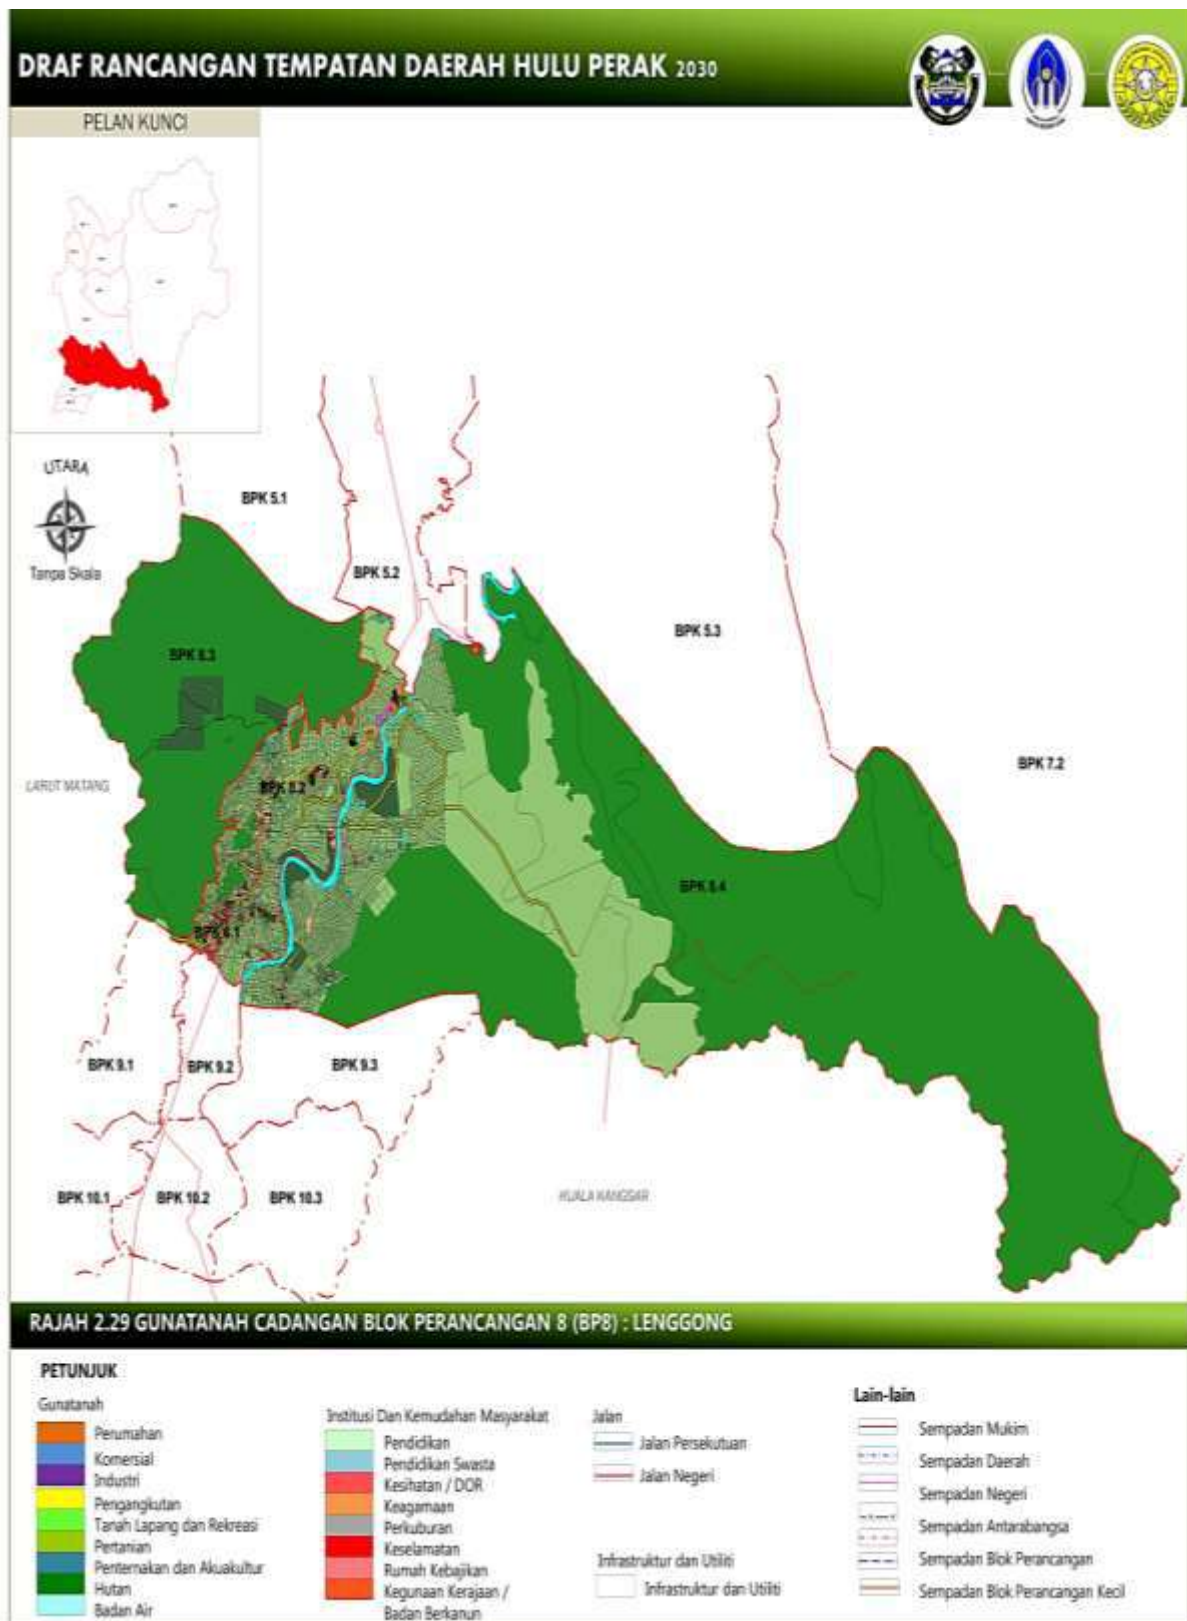 DRAF RANCANGAN TEMPATAN DAERAH HULU PERAK 2030
PELAN KUNCI
UTARA
Tanpa Skala
BPK 5.1
BPK 5.2
BPK 5.3
BPK 8.3
BPK 7.2
LARUT MATANG
BPK 8.2
BPK 8.4
BPK 8.1
BPK 9.1
BPK 9.2
BPK 9.3
BPK 10.1
BPK 10.2
BPK 10.3
KUALA KANGSAR
RAJAH 2.29 GUNATANAH CADANGAN BLOK PERANCANGAN 8 (BP8) : LENGGONG
PETUNJUK
Gunatanah
Perumahan
Komersial
Industri
Pengangkutan
Tanah Lapang dan Rekreasi
Pertanian
Penternakan dan Akuakultur
Hutan
Badan Air
Institusi Dan Kemudahan Masyarakat
Pendidikan
Pendidikan Swasta
Kesihatan / DOR
Keagamaan
Perkuburan
Keselamatan
Rumah Kebajikan
Kegunaan Kerajaan /
Badan Berkanun
Jalan
Jalan Persekutuan
Jalan Negeri
Infrastruktur dan Utiliti
Infrastruktur dan Utiliti
Lain-lain
Sempadan Mukim
Sempadan Daerah
Sempadan Negeri
Sempadan Antarabangsa
Sempadan Blok Perancangan
Sempadan Blok Perancangan Kecil